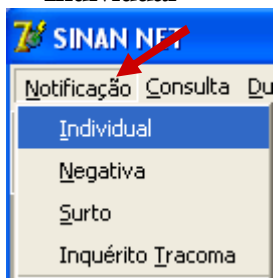 SINAN NET
Notificação Consulta Du
Individual
Negativa
Surto
Inquérito Tracoma